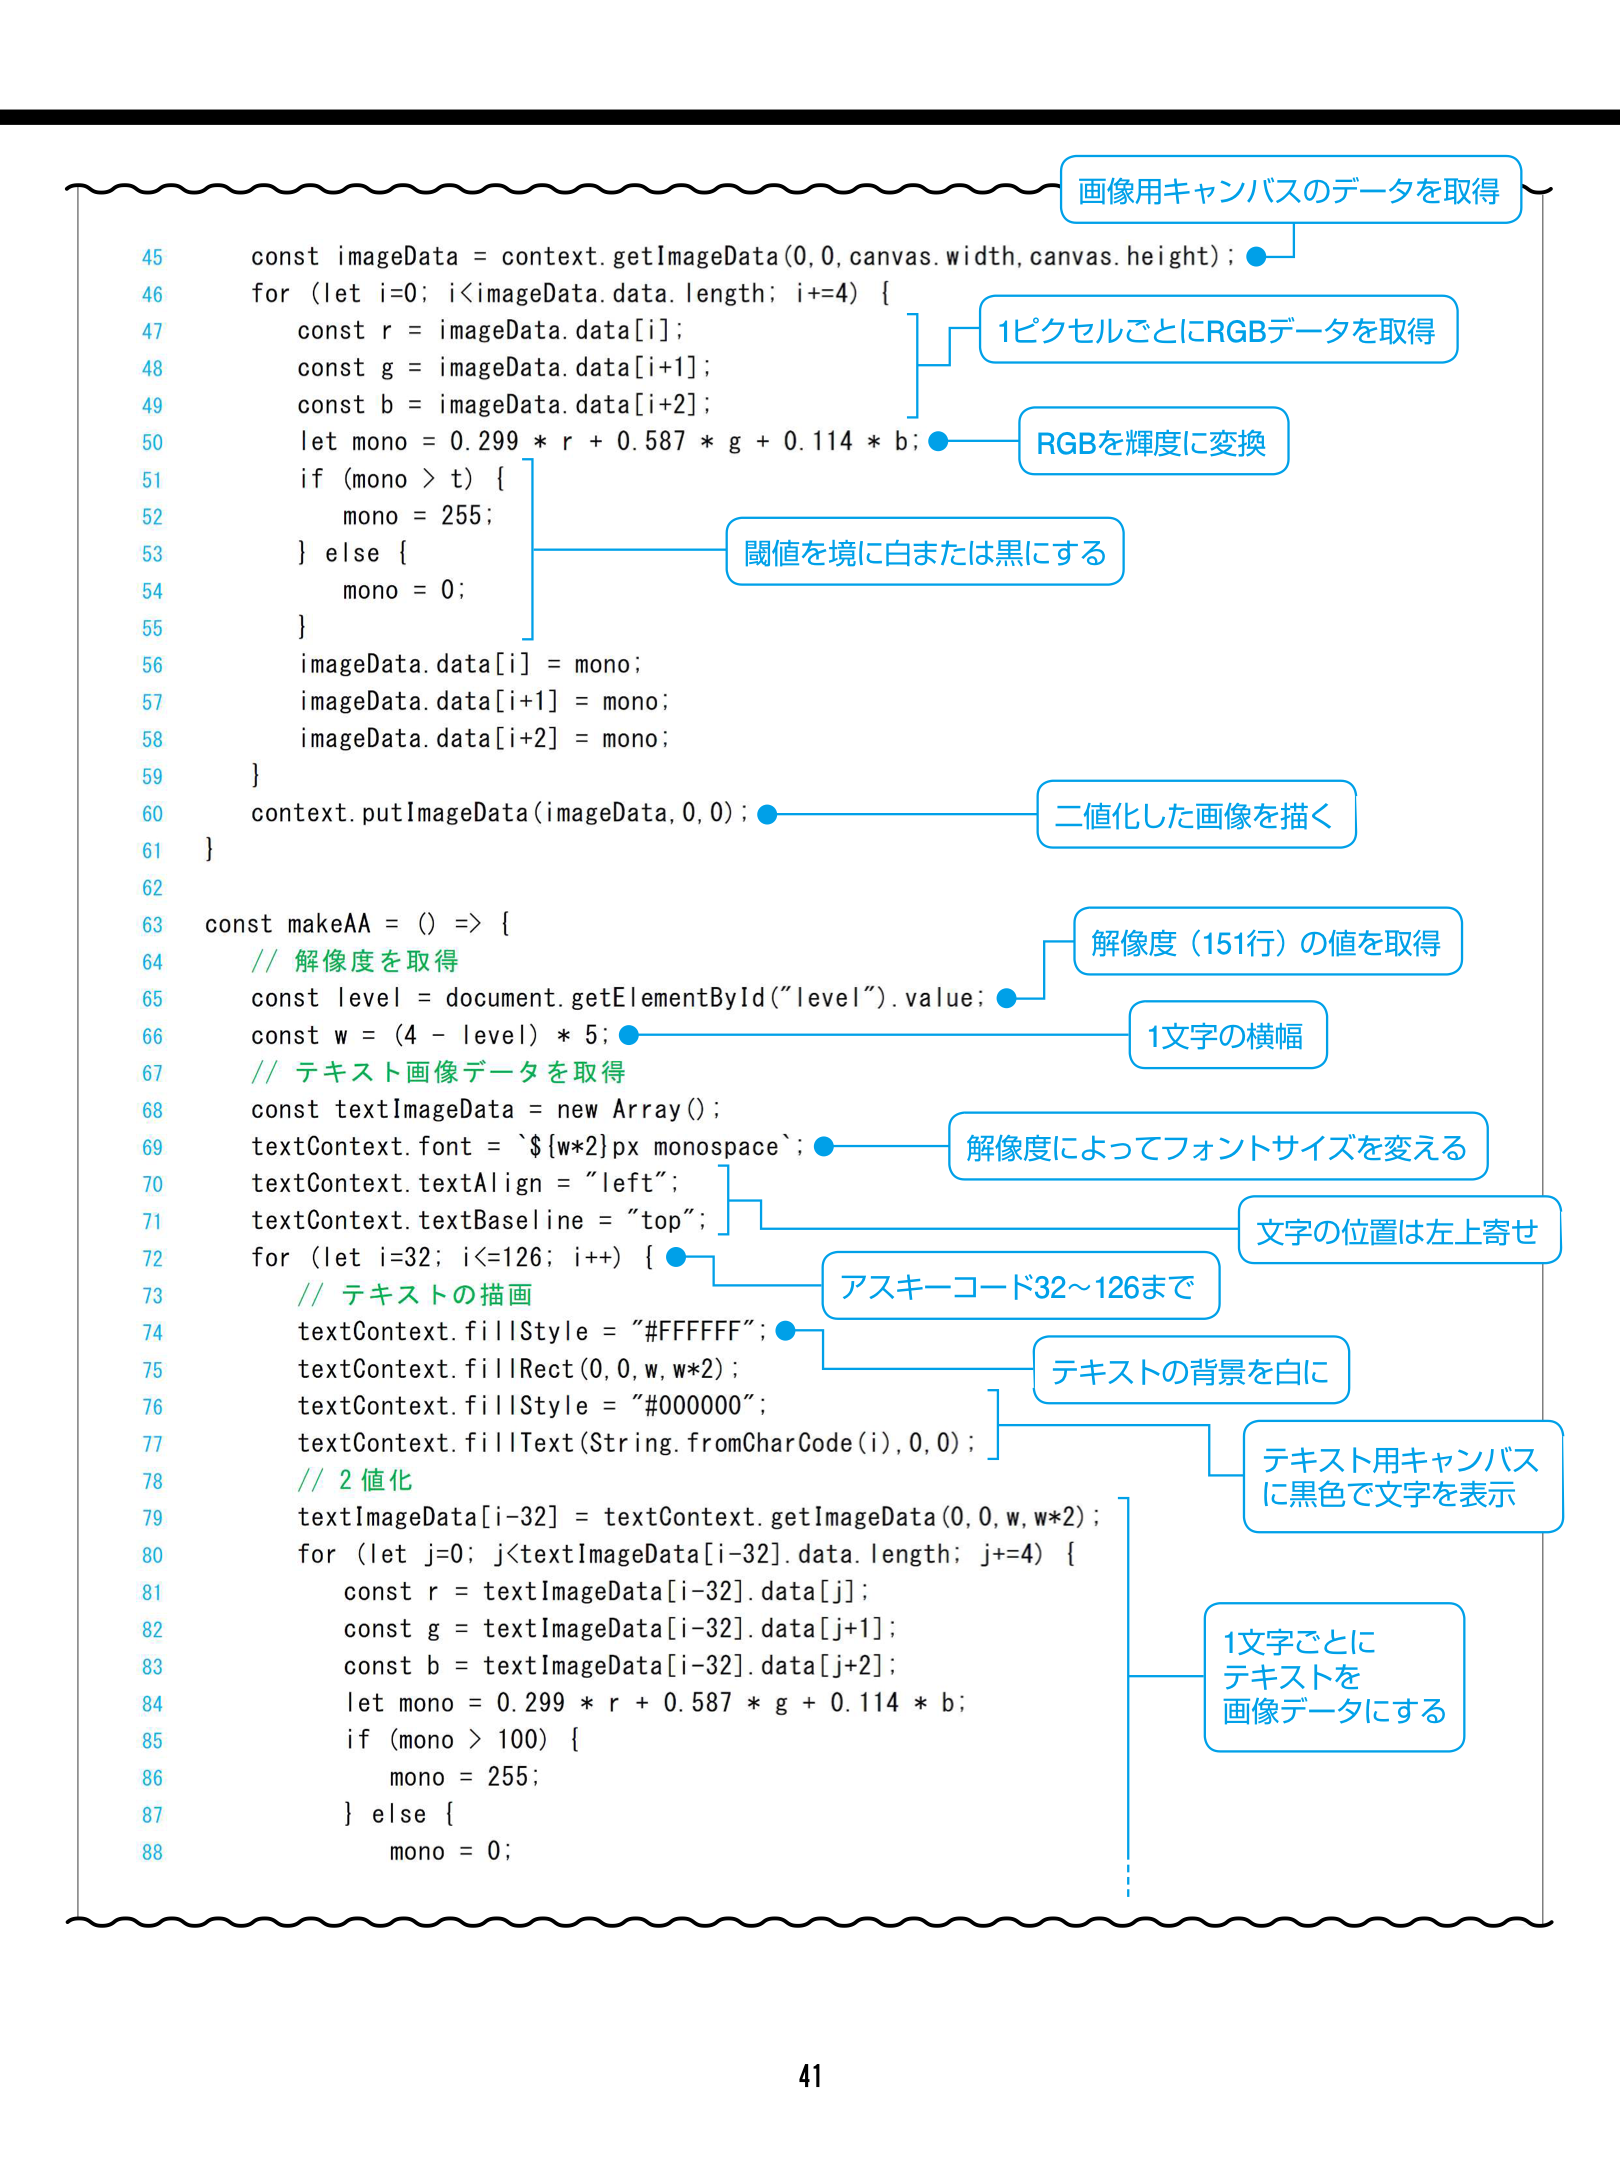 画像用キャンバスのデータを取得
45 const imageData = context.getImageData(0,0,canvas.width,canvas.height);
46 for (let i=0; i<imageData.data.length; i+=4) {
47 const r = imageData.data[i];
1ピクセルごとにRGBデータを取得
48 const g = imageData.data[i+1];
49 const b = imageData.data[i+2];
50 let mono = 0.299 * r + 0.587 * g + 0.114 * b;
RGBを輝度に変換
51 if (mono > t) {
52 mono = 255;
53 } else {
閾値を境に白または黒にする
54 mono = 0;
55 }
56 imageData.data[i] = mono;
57 imageData.data[i+1] = mono;
58 imageData.data[i+2] = mono;
59 }
60 context.putImageData(imageData,0,0);
二値化した画像を描く
61 }
62
63 const makeAA = () => {
解像度（151行）の値を取得
64 // 解像度を取得
65 const level = document.getElementById("level").value;
66 const w = (4 - level) * 5;
1文字の横幅
67 // テキスト画像データを取得
68 const textImageData = new Array();
69 textContext.font = `${w*2}px monospace`;
解像度によってフォントサイズを変える
70 textContext.textAlign = "left";
71 textContext.textBaseline = "top";
文字の位置は左上寄せ
72 for (let i=32; i<=126; i++) {
アスキーコード32～126まで
73 // テキストの描画
74 textContext.fillStyle = "#FFFFFF";
75 textContext.fillRect(0,0,w,w*2);
テキストの背景を白に
76 textContext.fillStyle = "#000000";
77 textContext.fillText(String.fromCharCode(i),0,0);
テキスト用キャンバス
に黒色で文字を表示
78 // 2値化
79 textImageData[i-32] = textContext.getImageData(0,0,w,w*2);
80 for (let j=0; j<textImageData[i-32].data.length; j+=4) {
81 const r = textImageData[i-32].data[j];
82 const g = textImageData[i-32].data[j+1];
83 const b = textImageData[i-32].data[j+2];
1文字ごとに
テキストを
画像データにする
84 let mono = 0.299 * r + 0.587 * g + 0.114 * b;
85 if (mono > 100) {
86 mono = 255;
87 } else {
88 mono = 0;
41